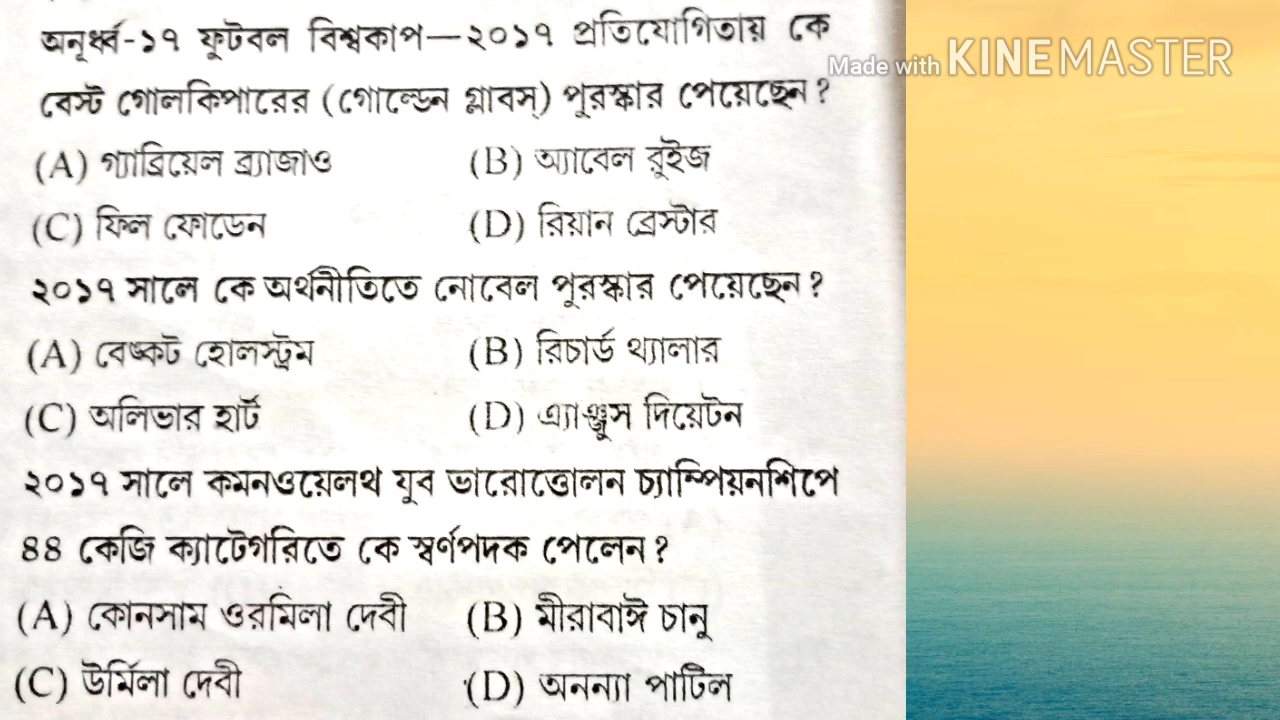 অনূর্ধ্ব-১৭ ফুটবল বিশ্বকাপ—২০১৭ প্রতিযোগিতায় কে
Made with KINEMASTER
বেস্ট গোলকিপারের (গোল্ডেন গ্লাবস্) পুরস্কার পেয়েছেন?
(A) গ্যাব্রিয়েল ব্র্যাজাও (B) অ্যাবেল রুইজ
(C) ফিল ফোডেন (D) রিয়ান ব্রেস্টার
২০১৭ সালে কে অর্থনীতিতে নোবেল পুরস্কার পেয়েছেন?
(A) বেঙ্কট হোলস্ট্রম (B) রিচার্ড থ্যালার
(C) অলিভার হার্ট (D) এ্যাঞ্জুস দিয়েটন
২০১৭ সালে কমনওয়েলথ যুব ভারোত্তোলন চ্যাম্পিয়নশিপে
৪৪ কেজি ক্যাটেগরিতে কে স্বর্ণপদক পেলেন?
(A) কোনসাম ওরমিলা দেবী (B) মীরাবাঈ চানু
(C) উর্মিলা দেবী (D) অনন্যা পাটিল